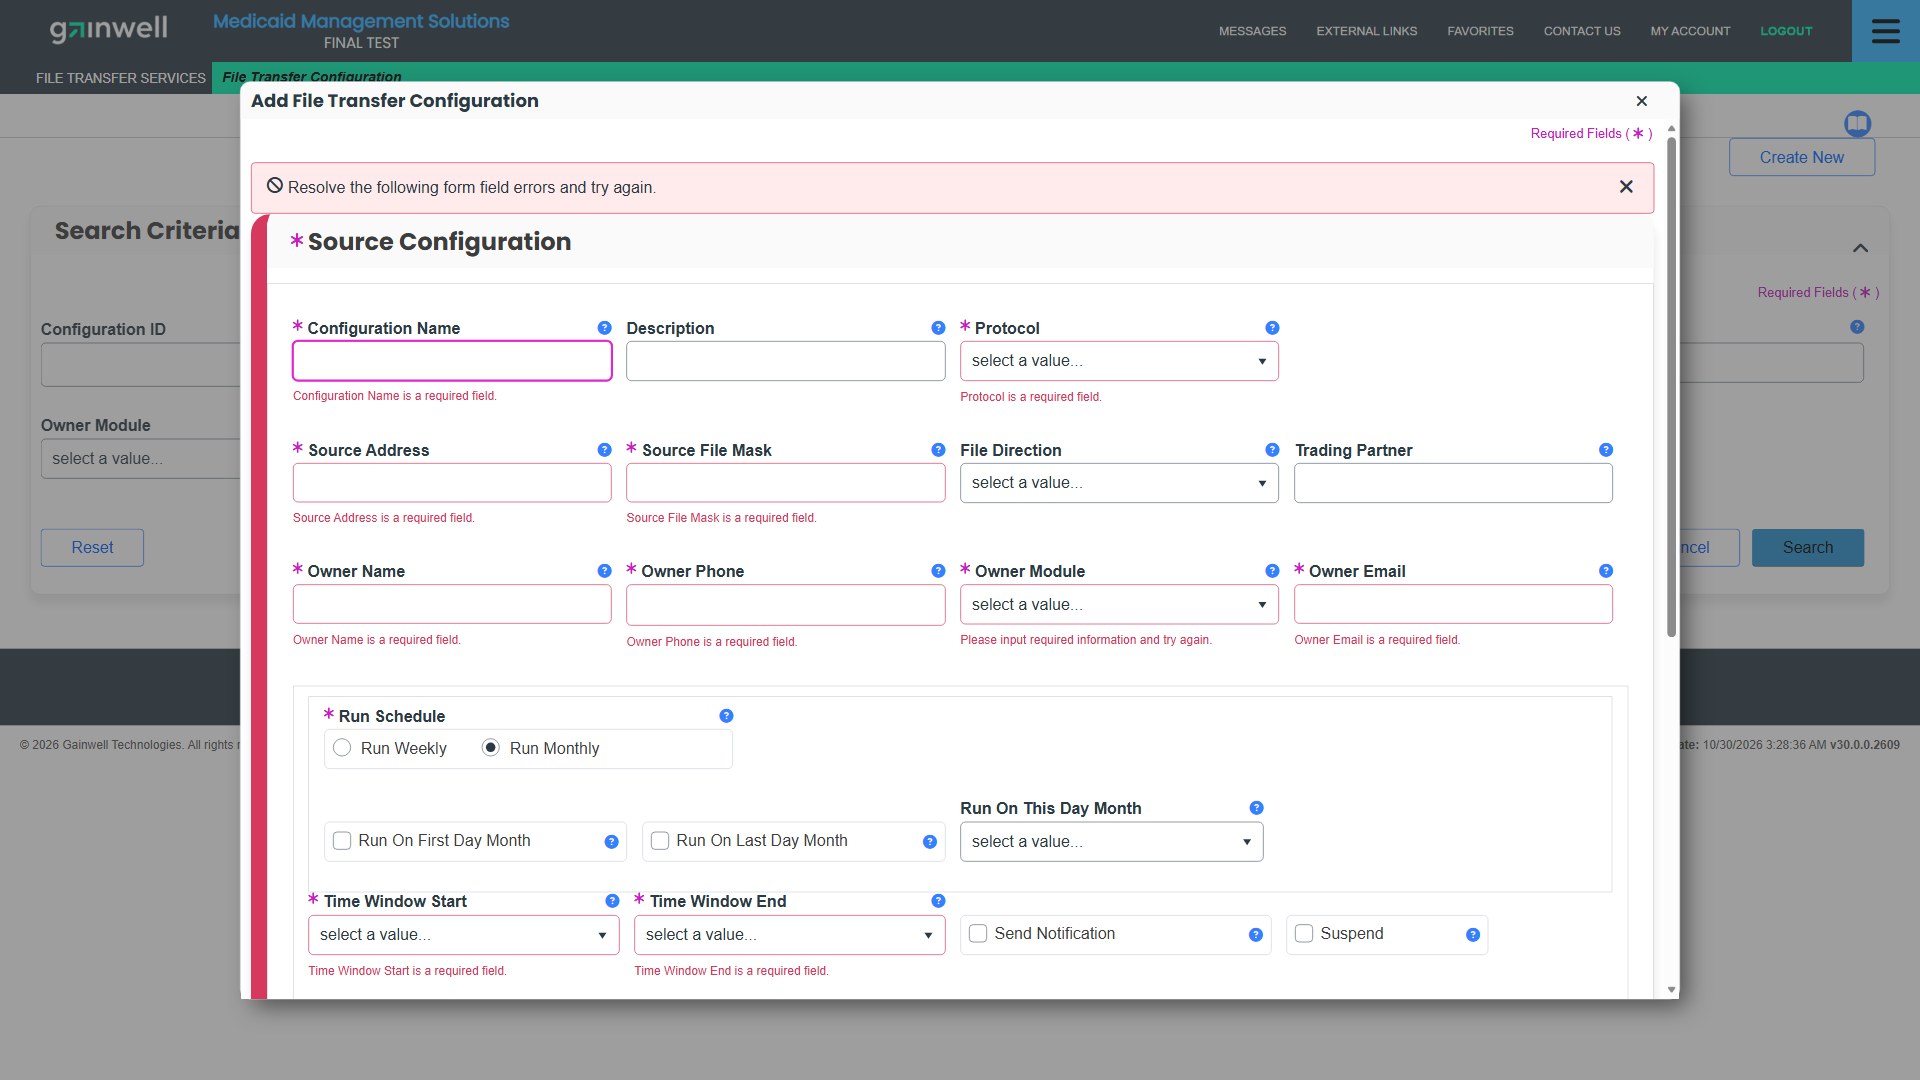 gainwell
Medicaid Management Solutions
FINAL TEST
MESSAGES
EXTERNAL LINKS
FAVORITES
CONTACT US
MY ACCOUNT
LOGOUT
FILE TRANSFER SERVICES
File Transfer Configuration
Add File Transfer Configuration
Required Fields ( * )
Create New
Resolve the following form field errors and try again.
Search Criteria
* Source Configuration
Required Fields ( * )
Configuration ID
* Configuration Name
Description
* Protocol
select a value...
Configuration Name is a required field.
Protocol is a required field.
Owner Module
select a value...
* Source Address
* Source File Mask
File Direction
select a value...
Trading Partner
Source Address is a required field.
Source File Mask is a required field.
Reset
ncel
Search
* Owner Name
* Owner Phone
* Owner Module
select a value...
* Owner Email
Owner Name is a required field.
Owner Phone is a required field.
Please input required information and try again.
Owner Email is a required field.
* Run Schedule
Run Weekly
Run Monthly
© 2026 Gainwell Technologies. All rights r
ate: 10/30/2026 3:28:36 AM v30.0.0.2609
Run On First Day Month
Run On Last Day Month
Run On This Day Month
select a value...
* Time Window Start
select a value...
* Time Window End
select a value...
Send Notification
Suspend
Time Window Start is a required field.
Time Window End is a required field.